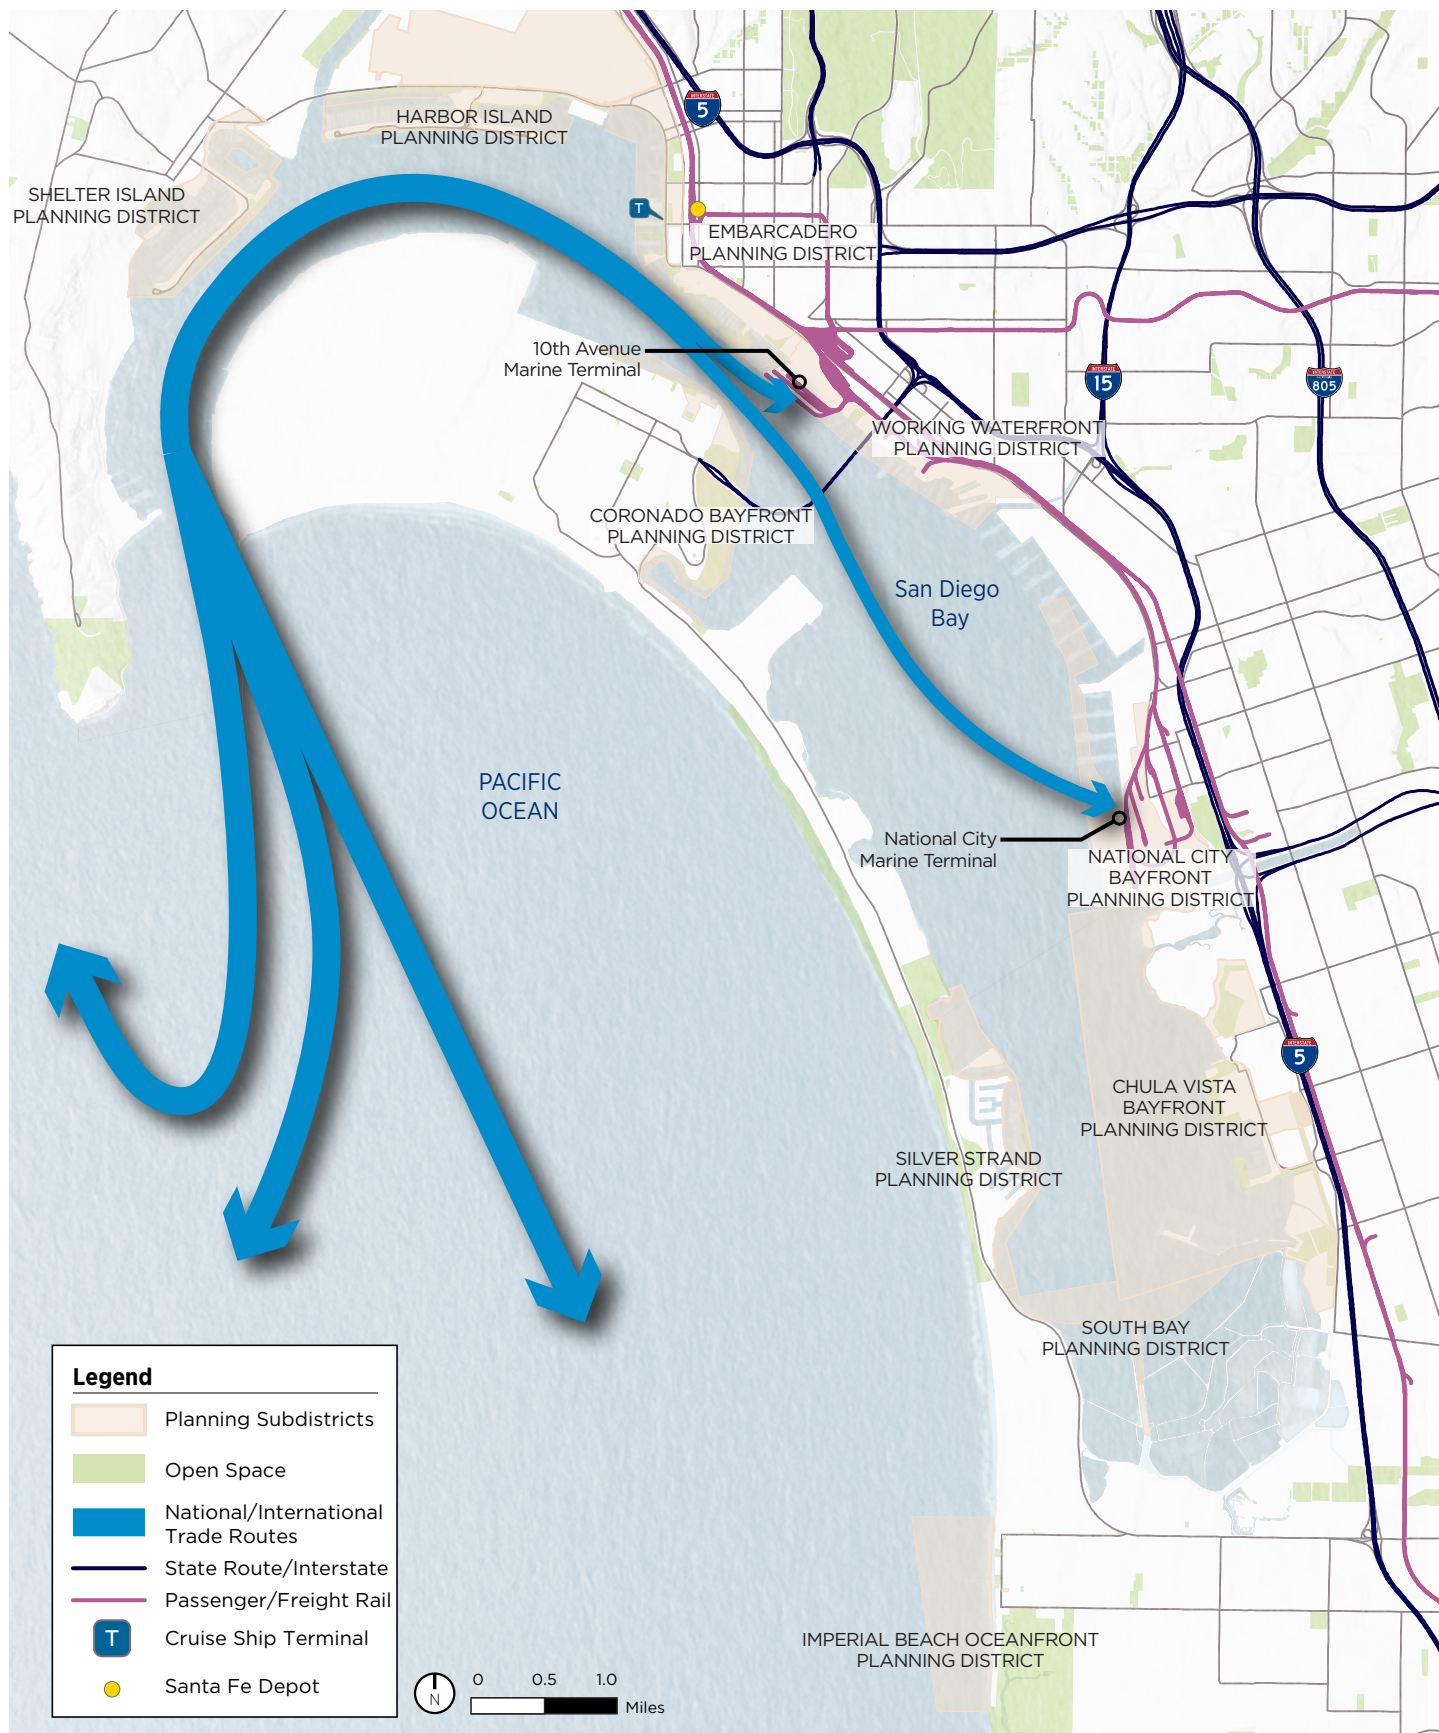 HARBOR ISLAND
PLANNING DISTRICT
INTERSTATE
5
SHELTER ISLAND
PLANNING DISTRICT
T
EMBARCADERO
PLANNING DISTRICT
10th Avenue
Marine Terminal
INTERSTATE
15
INTERSTATE
805
WORKING WATERFRONT
PLANNING DISTRICT
CORONADO BAYFRONT
PLANNING DISTRICT
San Diego
Bay
PACIFIC
OCEAN
National City
Marine Terminal
NATIONAL CITY
BAYFRONT
PLANNING DISTRICT
INTERSTATE
5
CHULA VISTA
BAYFRONT
PLANNING DISTRICT
SILVER STRAND
PLANNING DISTRICT
SOUTH BAY
PLANNING DISTRICT
IMPERIAL BEACH OCEANFRONT
PLANNING DISTRICT
Legend
Planning Subdistricts
Open Space
National/International
Trade Routes
State Route/Interstate
Passenger/Freight Rail
T
Cruise Ship Terminal
Santa Fe Depot
N
0 0.5 1.0
Miles